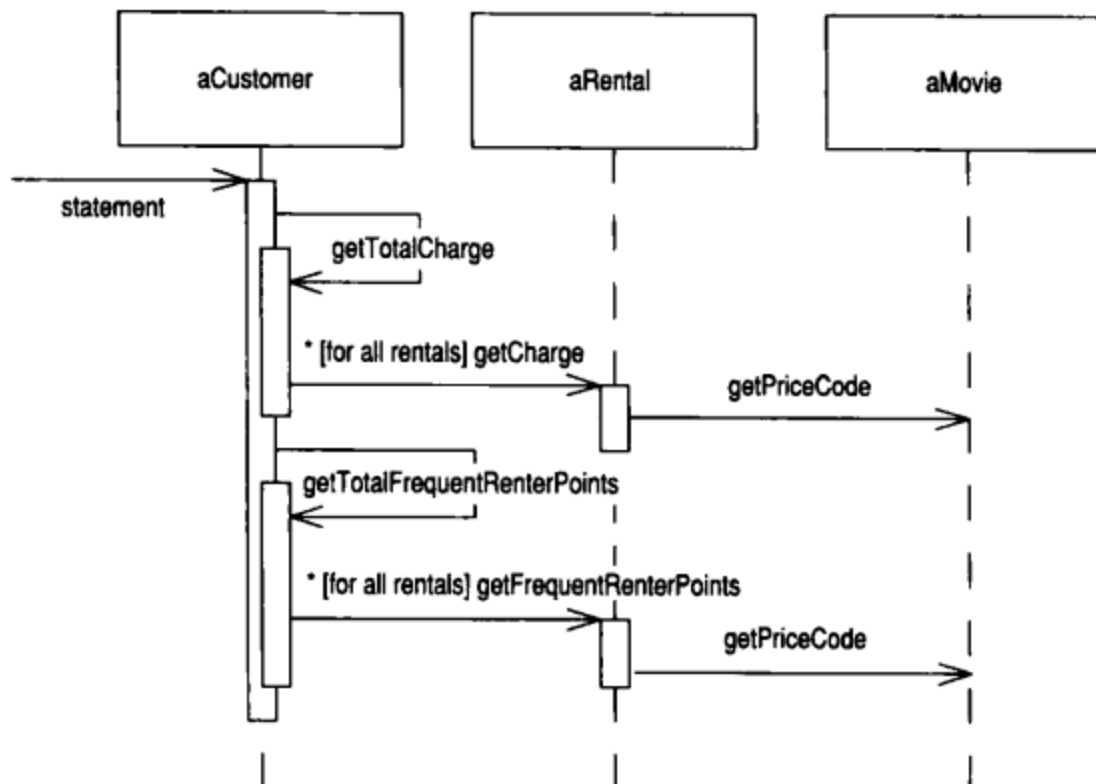 aCustomer
aRental
aMovie
statement
getTotalCharge
* [for all rentals] getCharge
getPriceCode
getTotalFrequentRenterPoints
* [for all rentals] getFrequentRenterPoints
getPriceCode